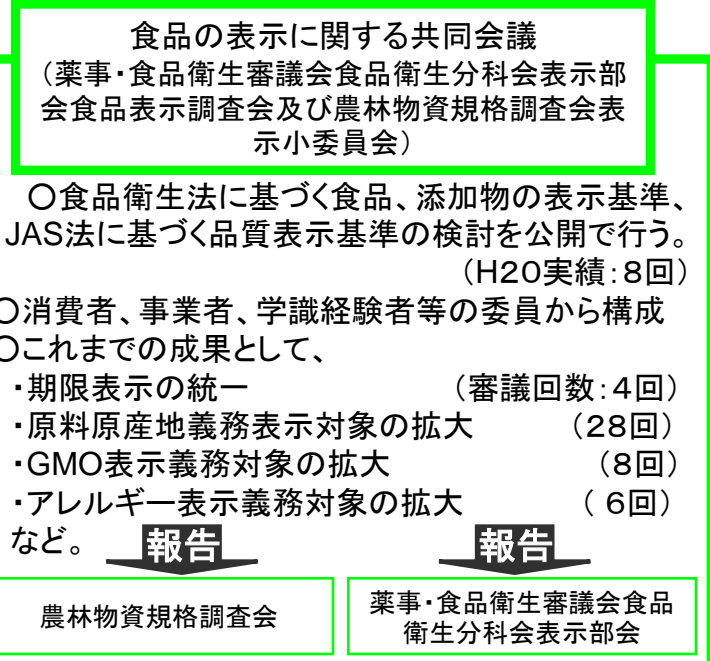 食品の表示に関する共同会議
（薬事・食品衛生審議会食品衛生分科会表示部
会食品表示調査会及び農林物資規格調査会表
示小委員会）
○食品衛生法に基づく食品、添加物の表示基準、
JAS法に基づく品質表示基準の検討を公開で行う。
（H２０実績：８回）
○消費者、事業者、学識経験者等の委員から構成
○これまでの成果として、
・期限表示の統一　　（審議回数：４回）
・原料原産地義務表示対象の拡大　　（２８回）
・GMO表示義務対象の拡大　　（８回）
・アレルギー表示義務対象の拡大　　（ ６回）
など。
報告　　報告
農林物資規格調査会
薬事・食品衛生審議会食品
衛生分科会表示部会